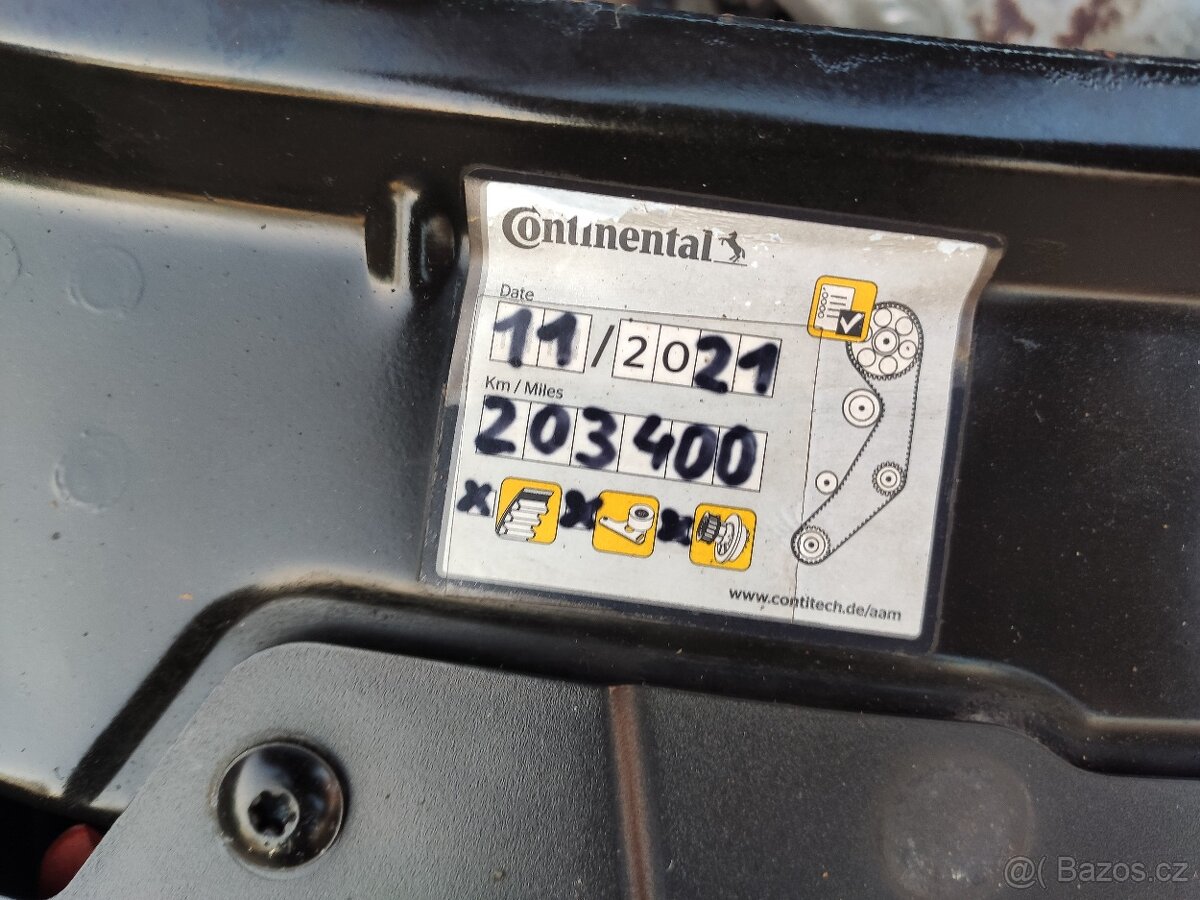 Continental
Date
11/2021
Km / Miles
203400
x x x
www.contitech.de/aam
@( Bazos.cz